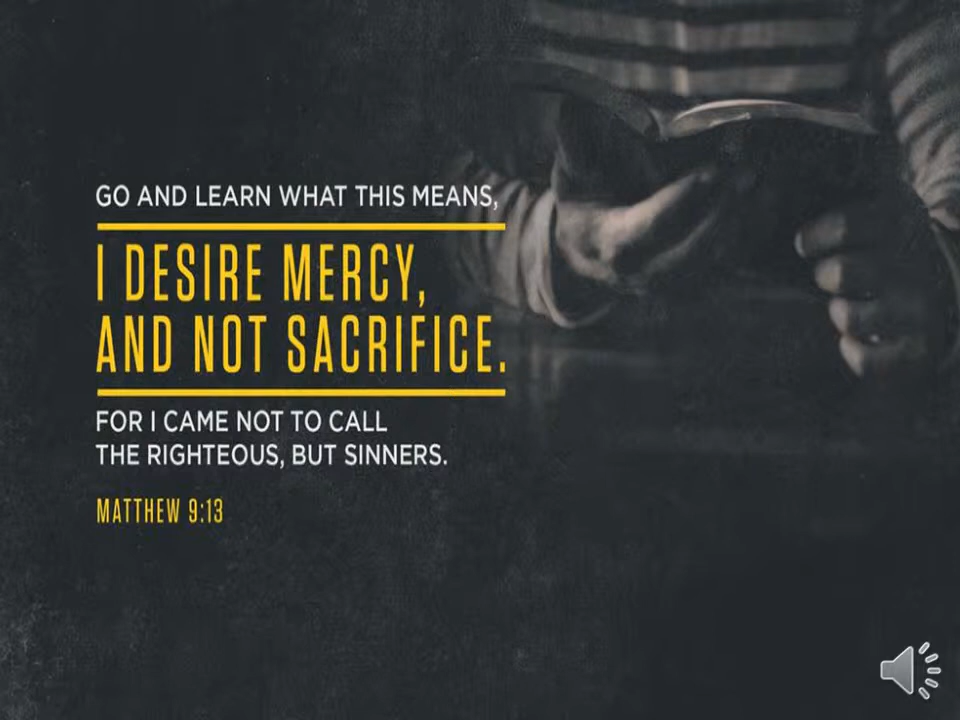 GO AND LEARN WHAT THIS MEANS,
I DESIRE MERCY,
AND NOT SACRIFICE.
FOR I CAME NOT TO CALL
THE RIGHTEOUS, BUT SINNERS.
MATTHEW 9:13